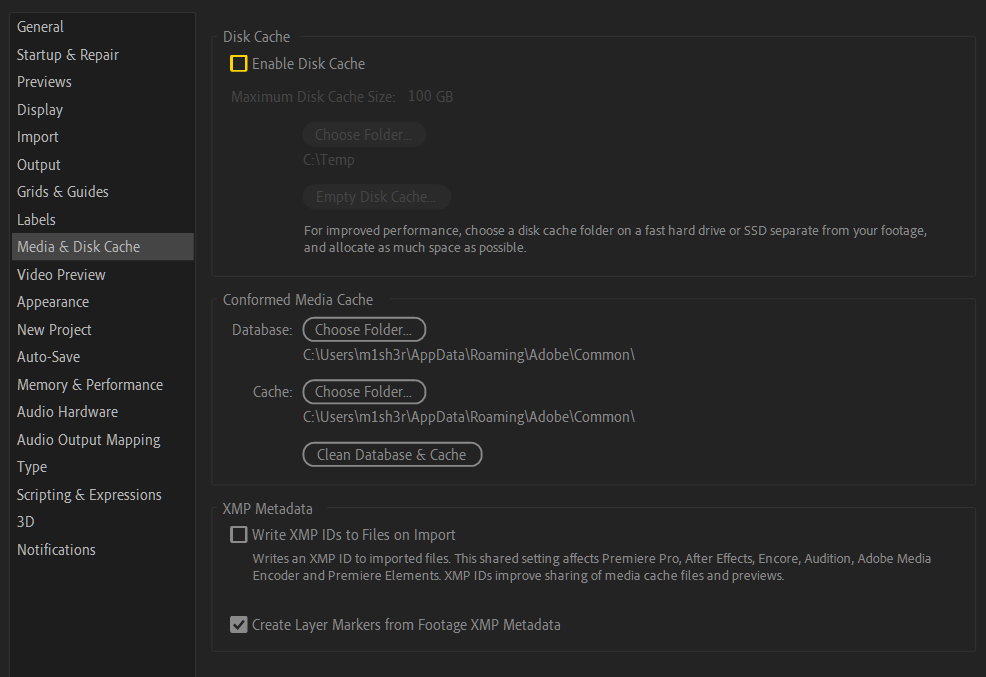 General
Startup & Repair
Previews
Display
Import
Output
Grids & Guides
Labels
Media & Disk Cache
Video Preview
Appearance
New Project
Auto-Save
Memory & Performance
Audio Hardware
Audio Output Mapping
Type
Scripting & Expressions
3D
Notifications
Disk Cache
Enable Disk Cache
Maximum Disk Cache Size: 100 GB
Choose Folder...
C:\Temp
Empty Disk Cache...
For improved performance, choose a disk cache folder on a fast hard drive or SSD separate from your footage,
and allocate as much space as possible.
Conformed Media Cache
Database: Choose Folder...
C:\Users\m1sh3r\AppData\Roaming\Adobe\Common\
Cache: Choose Folder...
C:\Users\m1sh3r\AppData\Roaming\Adobe\Common\
Clean Database & Cache
XMP Metadata
Write XMP IDs to Files on Import
Writes an XMP ID to imported files. This shared setting affects Premiere Pro, After Effects, Encore, Audition, Adobe Media
Encoder and Premiere Elements. XMP IDs improve sharing of media cache files and previews.
Create Layer Markers from Footage XMP Metadata